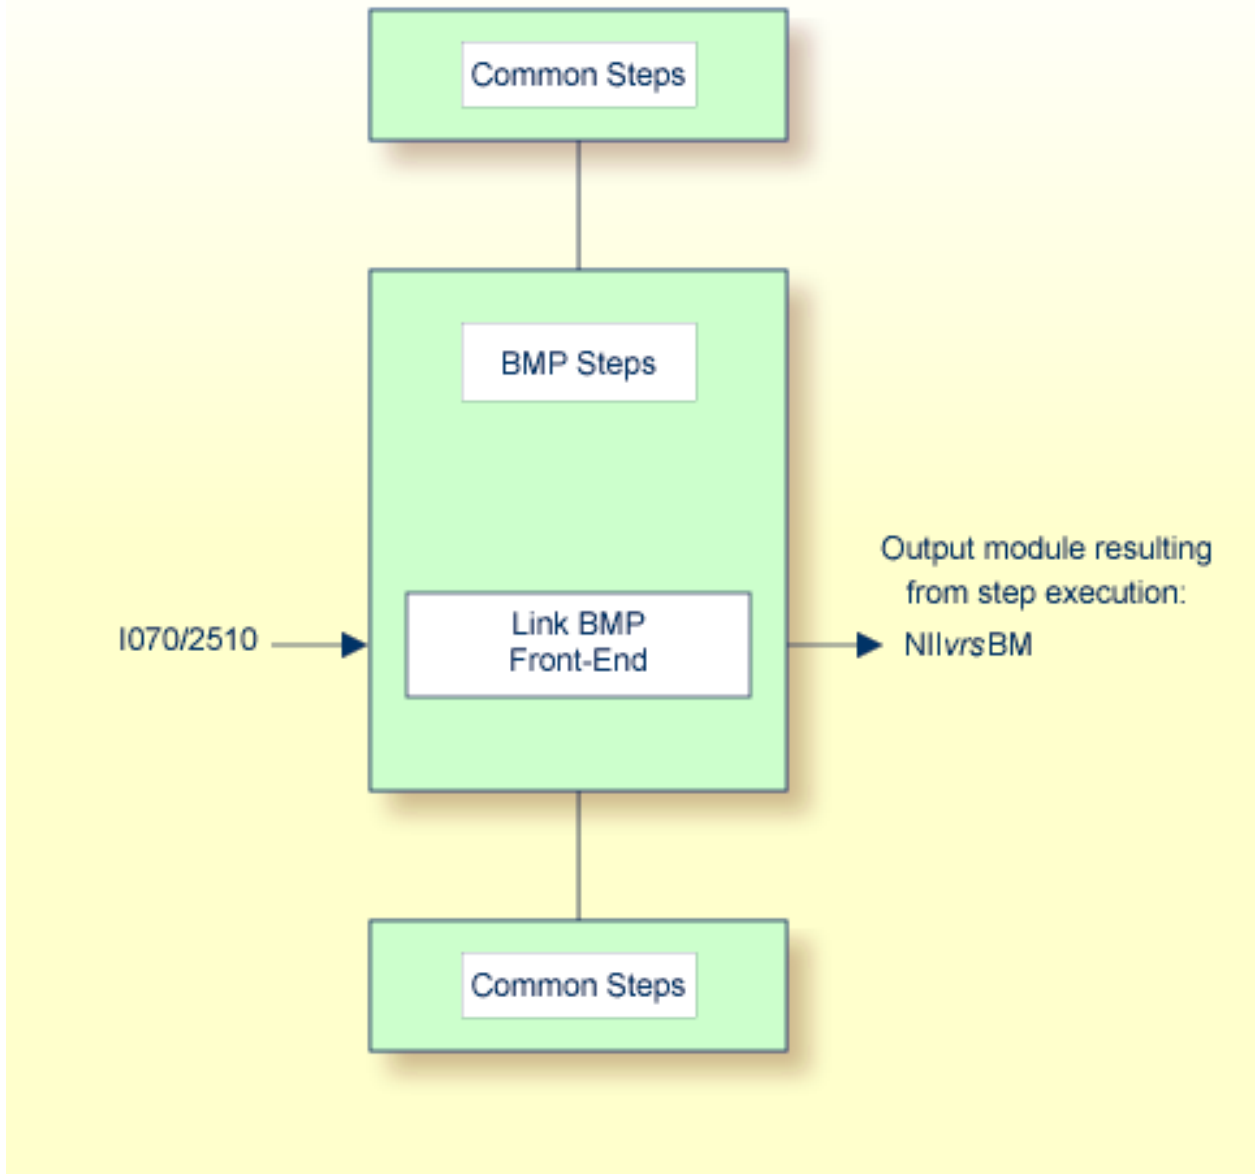 Common Steps
BMP Steps
Output module resulting
from step execution:
I070/2510
Link BMP
Front-End
NIIvrsBM
Common Steps